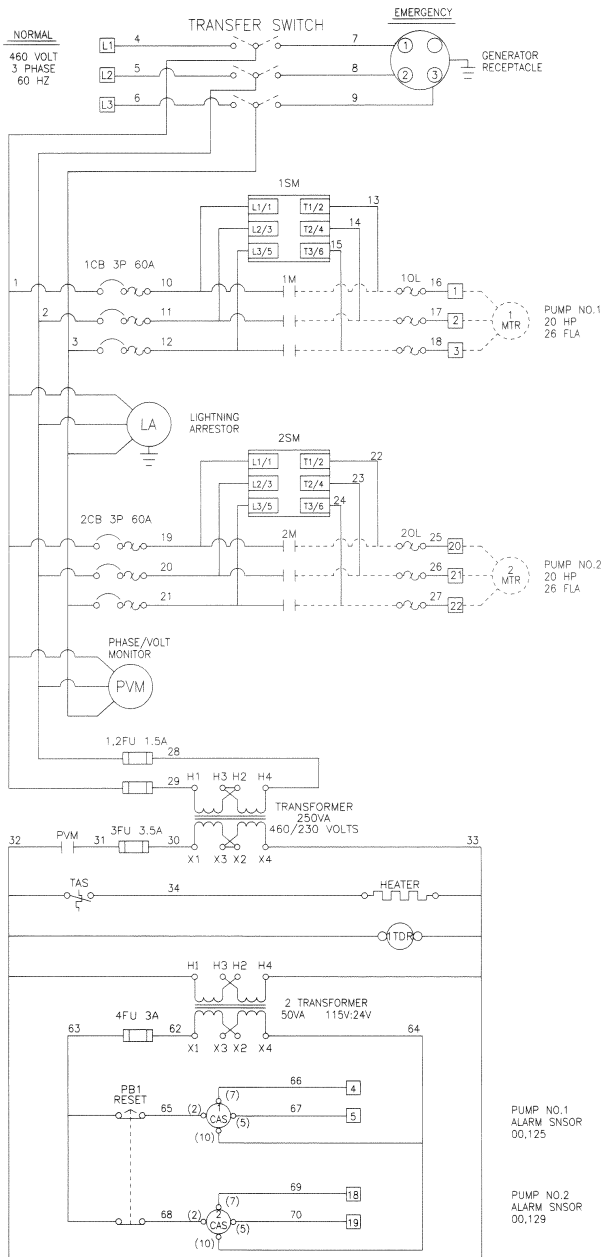 NORMAL
460 VOLT
3 PHASE
60 HZ
TRANSFER SWITCH
EMERGENCY
L1 4 7 1
L2 5 8 2 3
L3 6 9
GENERATOR
RECEPTACLE
1SM
L1/1 T1/2 13
L2/3 T2/4 14
L3/5 T3/6 15
1CB 3P 60A
1 10 1M 1OL 16 1
2 11 17 2
3 12 18 3
1
MTR
PUMP NO.1
20 HP
26 FLA
LA
LIGHTNING
ARRESTOR
2SM
L1/1 T1/2 22
L2/3 T2/4 23
L3/5 T3/6 24
2CB 3P 60A
19 2M 2OL 25 20
20 26 21
21 27 22
2
MTR
PUMP NO.2
20 HP
26 FLA
PHASE/VOLT
MONITOR
PVM
1,2FU 1.5A 28
29 H1 H3 H2 H4
TRANSFORMER
250VA
460/230 VOLTS
32 PVM 31 3FU 3.5A 30 33
X1 X3 X2 X4
TAS 34 HEATER
1TDR
H1 H3 H2 H4
2 TRANSFORMER
50VA 115V:24V
63 4FU 3A 62 64
X1 X3 X2 X4
PB1
RESET
66 4
(7)
65 (2) 1 CAS (5) 67 5
(10)
PUMP NO.1
ALARM SNSOR
00,125
69 18
(7)
68 (2) 2 CAS (5) 70 19
(10)
PUMP NO.2
ALARM SNSOR
00,129